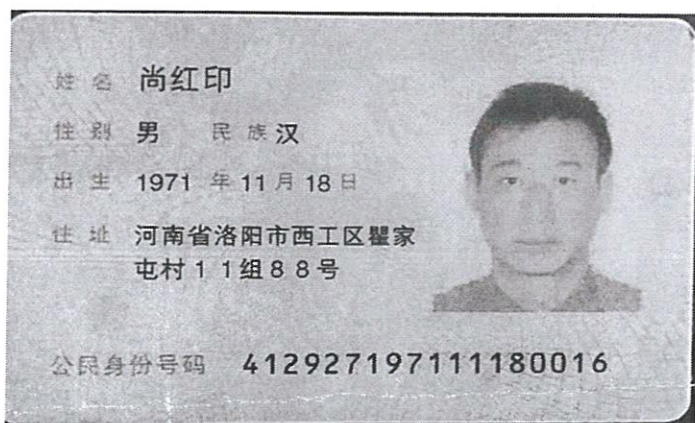 姓名 尚红印
性别 男 民族 汉
出生 1971 年 11 月 18 日
住址 河南省洛阳市西工区瞿家
屯村11组88号
公民身份号码 412927197111180016